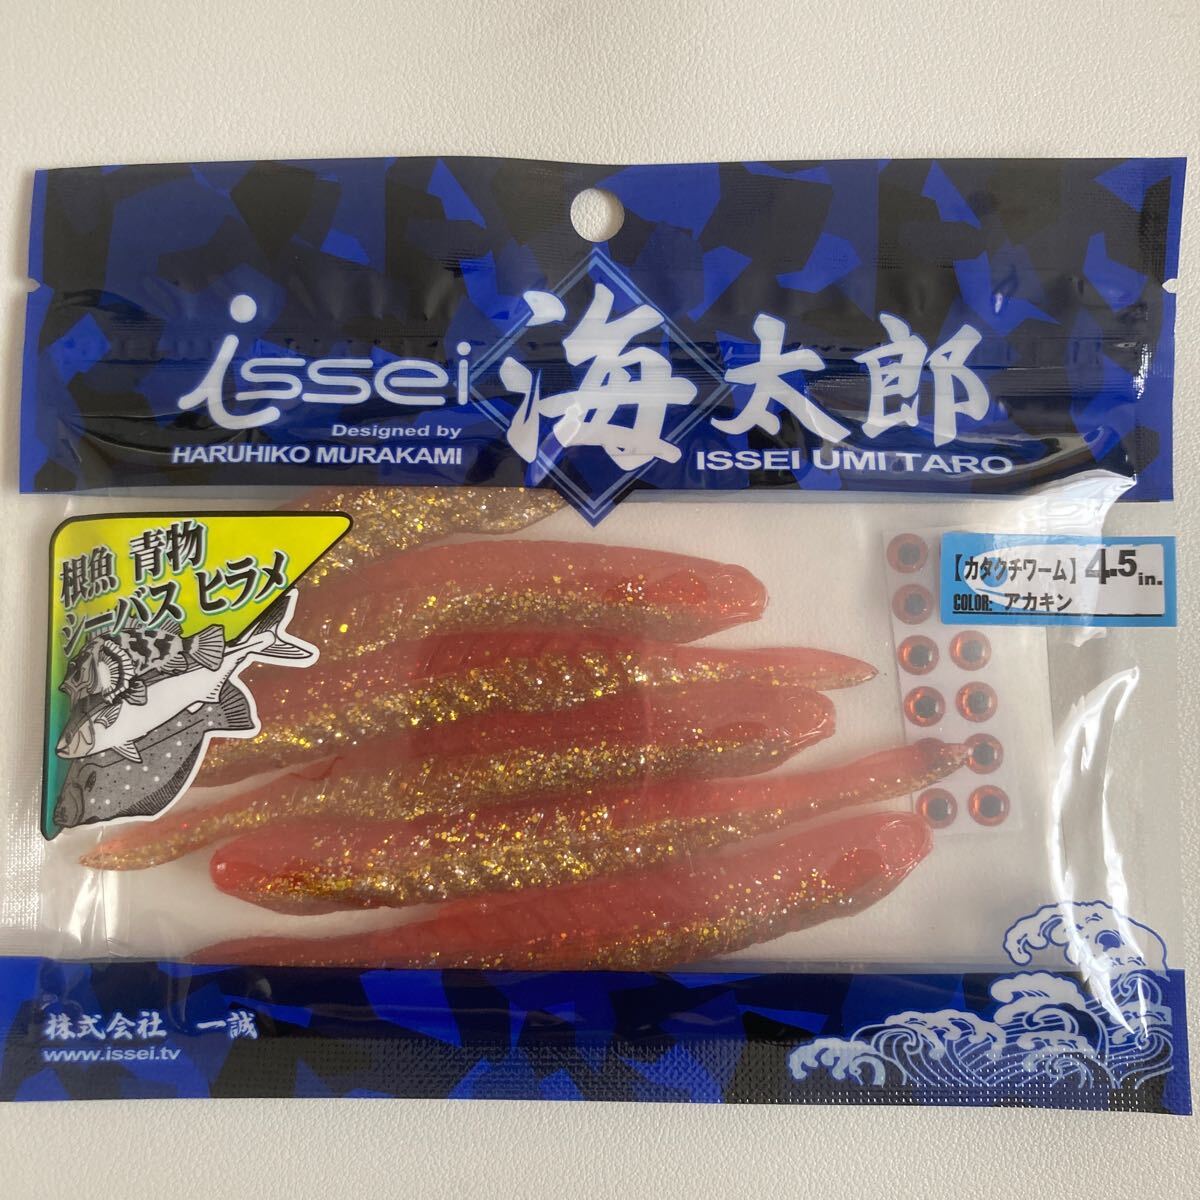 issei 海太郎
Designed by
HARUHIKO MURAKAMI
ISSEI UMI TARO
根魚 青物
シーバス ヒラメ
【カタクチワーム】4.5in.
COLOR: アカキン
株式会社 一誠
www.issei.tv